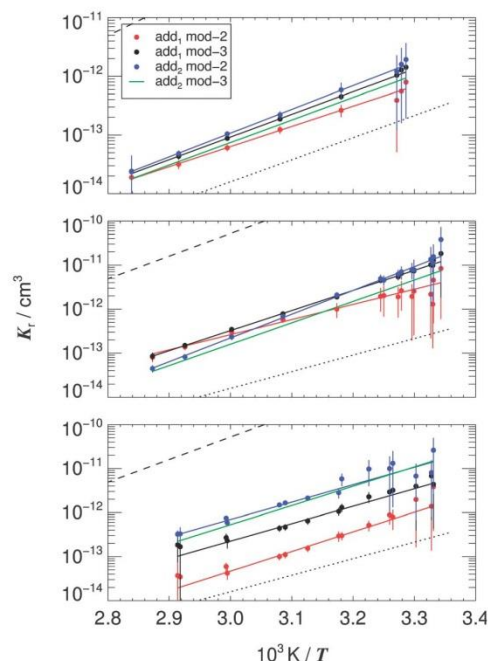 10⁻¹²
10⁻¹³
10⁻¹⁴
add₁ mod-2
add₁ mod-3
add₂ mod-2
add₂ mod-3
10⁻¹⁰
10⁻¹¹
10⁻¹²
10⁻¹³
10⁻¹⁴
Kᵣ / cm³
10⁻¹⁰
10⁻¹¹
10⁻¹²
10⁻¹³
10⁻¹⁴
2.8 2.9 3.0 3.1 3.2 3.3 3.4
10³ K / T